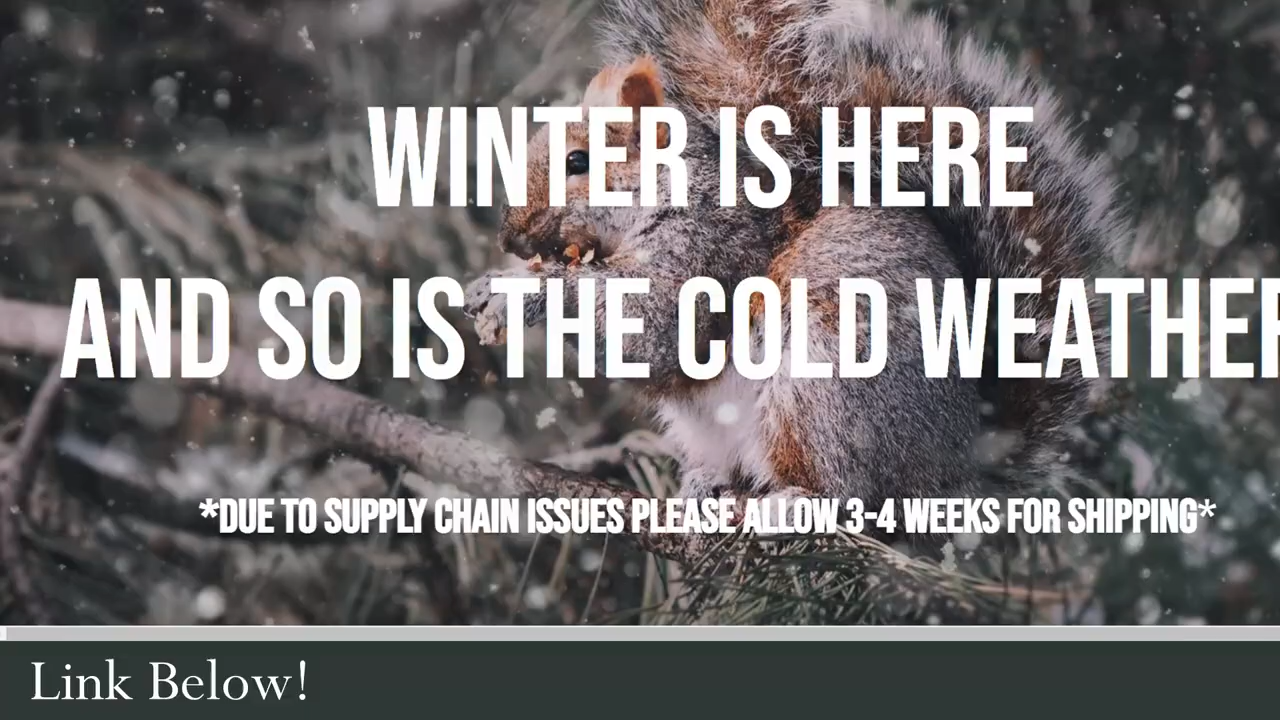 WINTER IS HERE
AND SO IS THE COLD WEATHER
*DUE TO SUPPLY CHAIN ISSUES PLEASE ALLOW 3-4 WEEKS FOR SHIPPING*
Link Below!